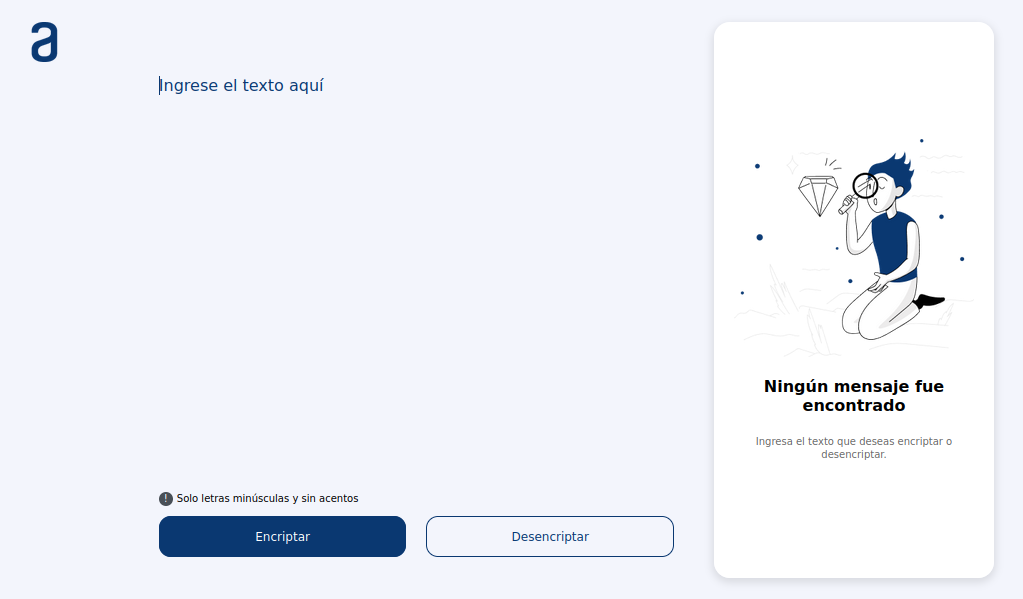 a
Ingrese el texto aquí
! Solo letras minúsculas y sin acentos
Encriptar
Desencriptar
Ningún mensaje fue
encontrado
Ingresa el texto que deseas encriptar o
desencriptar.